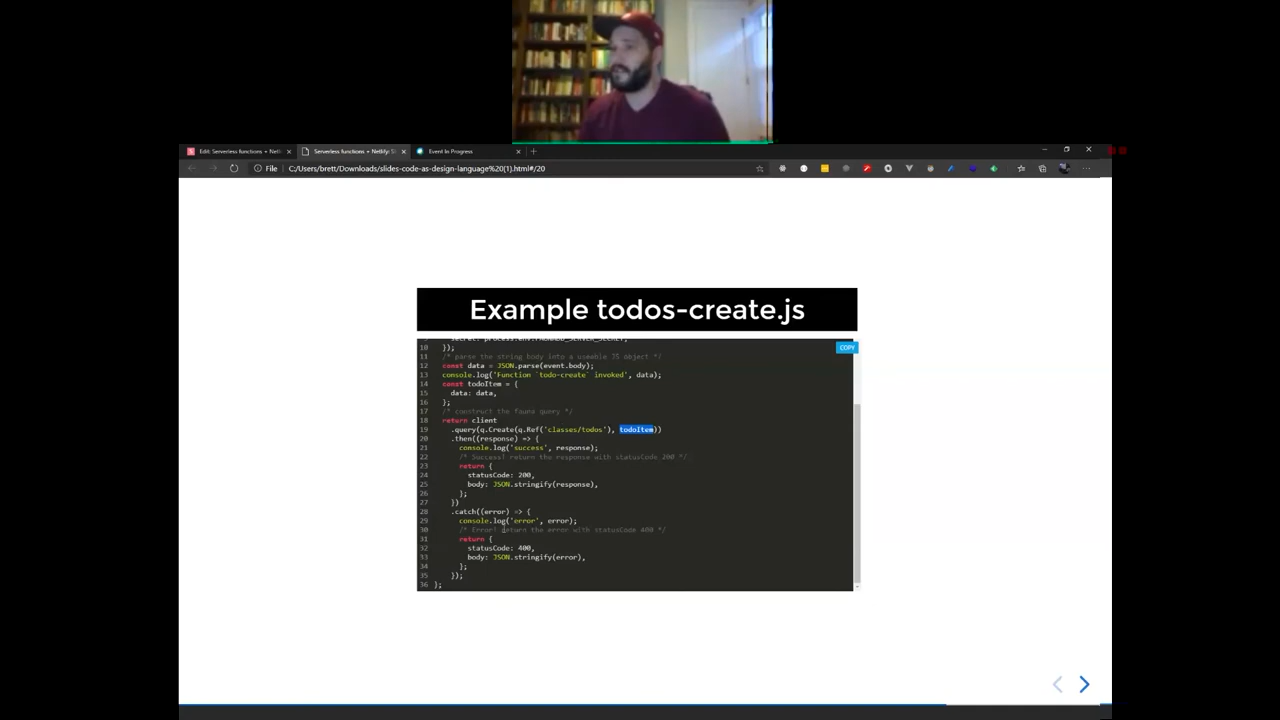 Edit: Serverless functions + Netl
Serverless functions + Netlify: S
Event In Progress
File
C:/Users/brett/Downloads/slides-code-as-design-language%20(1).html#/20
Example todos-create.js
COPY
9 secret: process.env.FAUNADB_SERVER_SECRET,
10 });
11 /* parse the string body into a useable JS object */
12 const data = JSON.parse(event.body);
13 console.log('Function `todo-create` invoked', data);
14 const todoItem = {
15 data: data,
16 };
17 /* construct the fauna query */
18 return client
19 .query(q.Create(q.Ref('classes/todos'), todoItem))
20 .then((response) => {
21 console.log('success', response);
22 /* Success! return the response with statusCode 200 */
23 return {
24 statusCode: 200,
25 body: JSON.stringify(response),
26 };
27 })
28 .catch((error) => {
29 console.log('error', error);
30 /* Error! return the error with statusCode 400 */
31 return {
32 statusCode: 400,
33 body: JSON.stringify(error),
34 };
35 });
36 };